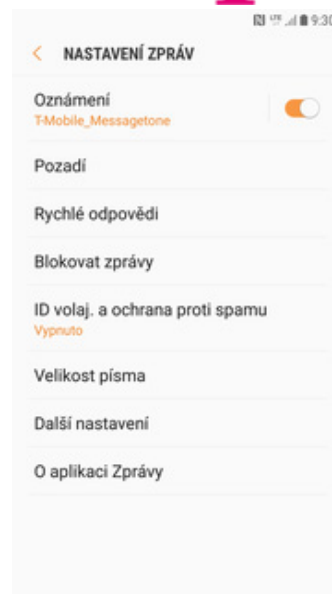 LTE 9:30
NASTAVENÍ ZPRÁV
Oznámení
T-Mobile_Messagetone
Pozadí
Rychlé odpovědi
Blokovat zprávy
ID volaj. a ochrana proti spamu
Vypnuto
Velikost písma
Další nastavení
O aplikaci Zprávy